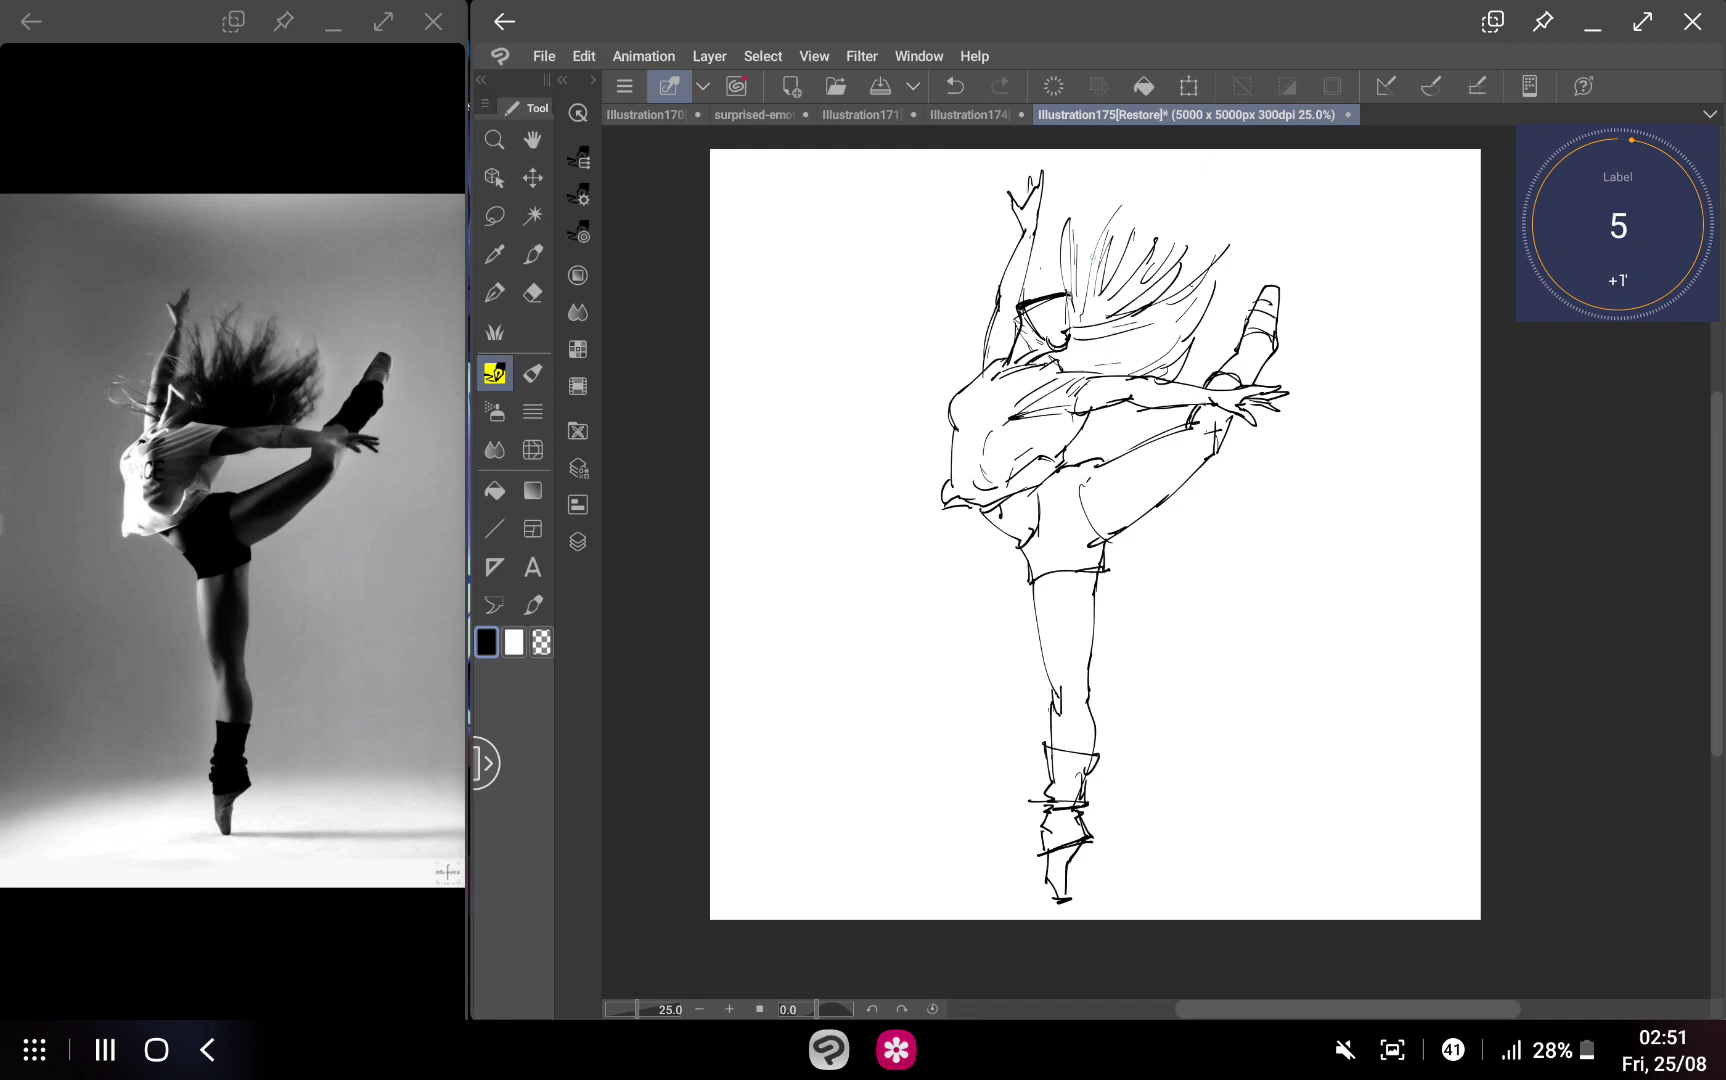 File Edit Animation Layer Select View Filter Window Help
Tool
Illustration170 surprised-emo Illustration171 Illustration174 Illustration175[Restore]* (5000 x 5000px 300dpi 25.0%)
Label
5
+1'
A
25.0 0.0
41 28% 02:51
Fri, 25/08